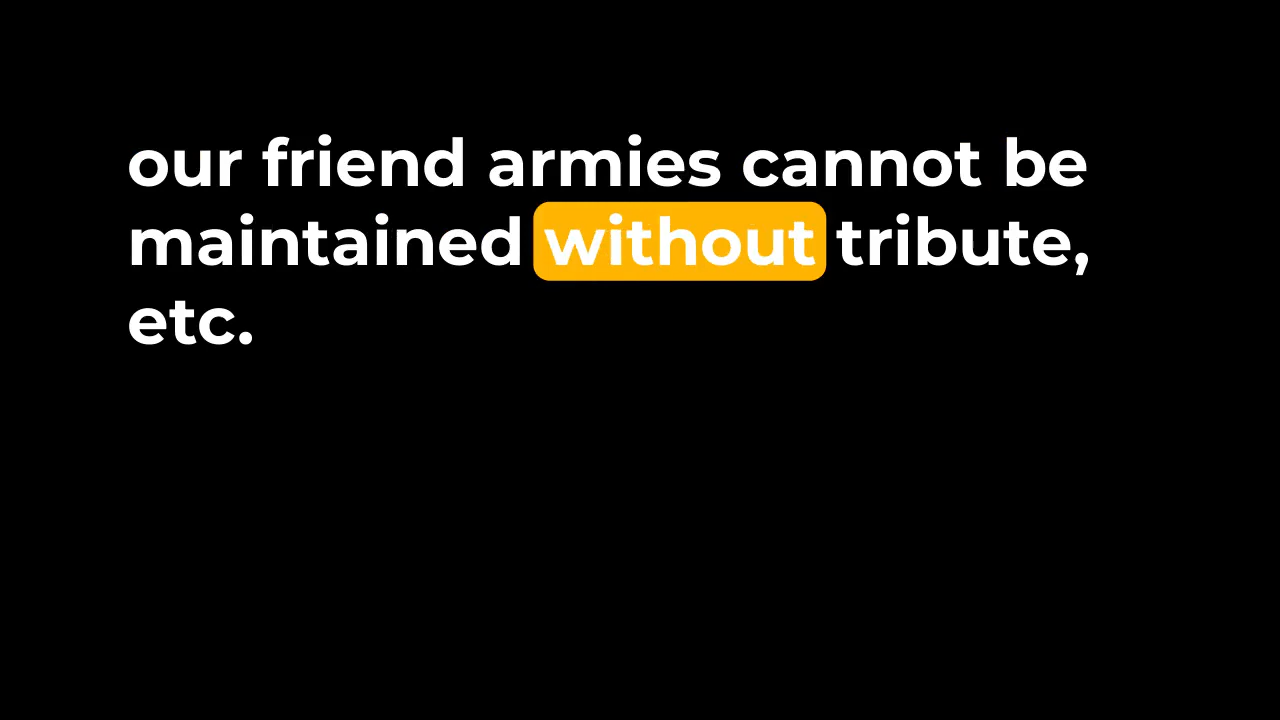 our friend armies cannot be
maintained without tribute,
etc.